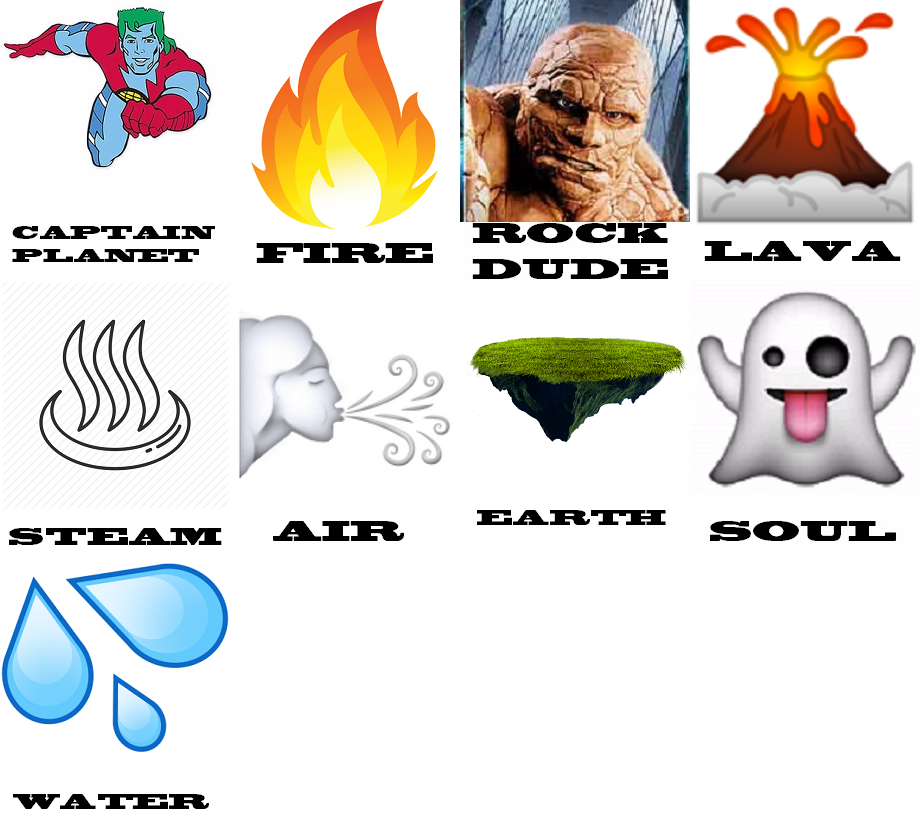 CAPTAIN
PLANET
FIRE
ROCK
DUDE
LAVA
STEAM
AIR
EARTH
SOUL
WATER